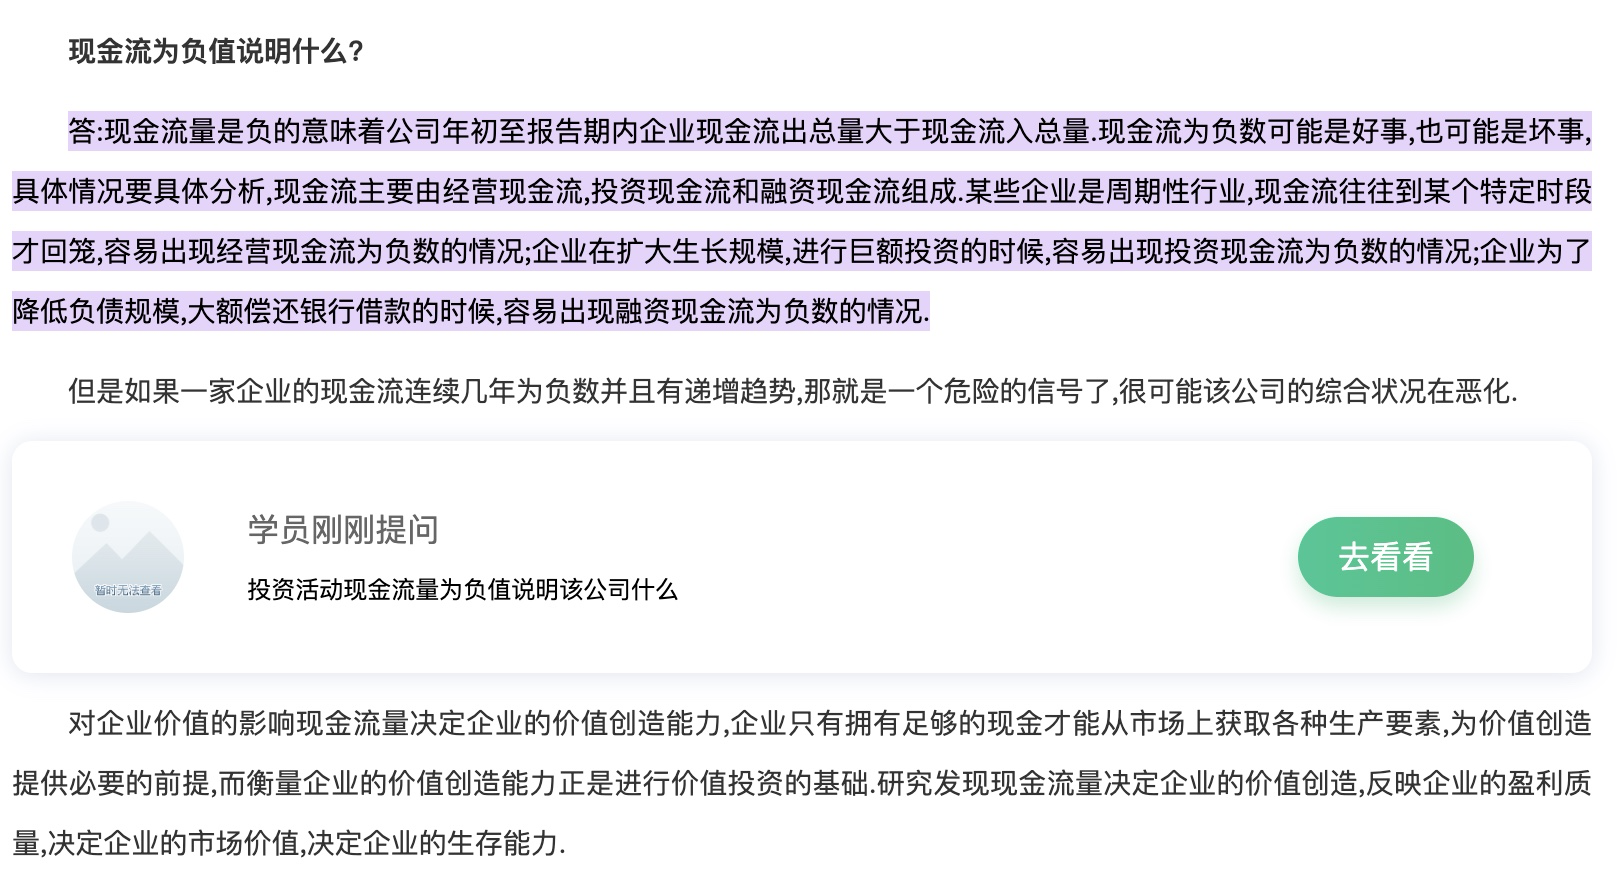 现金流为负值说明什么?
答:现金流量是负的意味着公司年初至报告期内企业现金流出总量大于现金流入总量.现金流为负数可能是好事,也可能是坏事,
具体情况要具体分析,现金流主要由经营现金流,投资现金流和融资现金流组成.某些企业是周期性行业,现金流往往到某个特定时段
才回笼,容易出现经营现金流为负数的情况;企业在扩大生长规模,进行巨额投资的时候,容易出现投资现金流为负数的情况;企业为了
降低负债规模,大额偿还银行借款的时候,容易出现融资现金流为负数的情况.
但是如果一家企业的现金流连续几年为负数并且有递增趋势,那就是一个危险的信号了,很可能该公司的综合状况在恶化.
学员刚刚提问
去看看
暂时无法查看
投资活动现金流量为负值说明该公司什么
对企业价值的影响现金流量决定企业的价值创造能力,企业只有拥有足够的现金才能从市场上获取各种生产要素,为价值创造
提供必要的前提,而衡量企业的价值创造能力正是进行价值投资的基础.研究发现现金流量决定企业的价值创造,反映企业的盈利质
量,决定企业的市场价值,决定企业的生存能力.